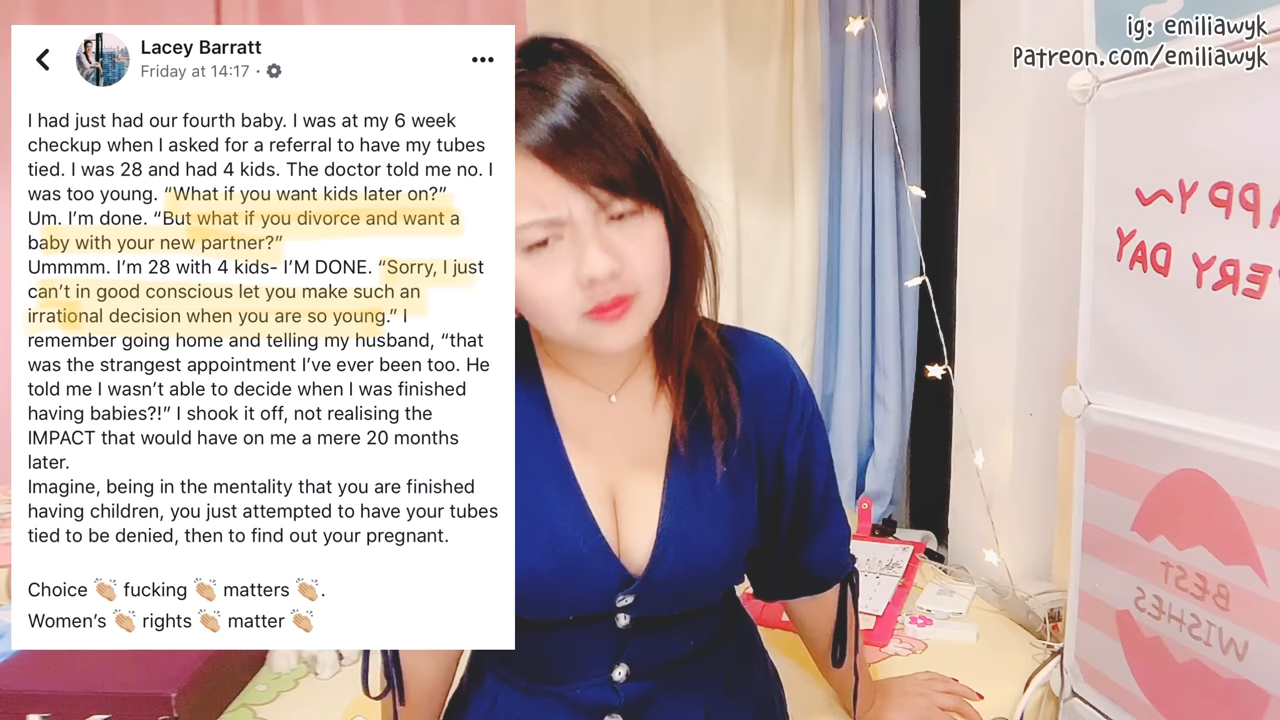 ig: emiliawyk
Patreon.com/emiliawyk
Lacey Barratt
Friday at 14:17 ·
I had just had our fourth baby. I was at my 6 week
checkup when I asked for a referral to have my tubes
tied. I was 28 and had 4 kids. The doctor told me no. I
was too young. “What if you want kids later on?”
Um. I’m done. “But what if you divorce and want a
baby with your new partner?”
Ummmm. I’m 28 with 4 kids- I’M DONE. “Sorry, I just
can’t in good conscious let you make such an
irrational decision when you are so young.” I
remember going home and telling my husband, “that
was the strangest appointment I’ve ever been too. He
told me I wasn’t able to decide when I was finished
having babies?!” I shook it off, not realising the
IMPACT that would have on me a mere 20 months
later.
Imagine, being in the mentality that you are finished
having children, you just attempted to have your tubes
tied to be denied, then to find out your pregnant.
Choice 👏🏼 fucking 👏🏼 matters 👏🏼.
Women’s 👏🏼 rights 👏🏼 matter 👏🏼
APPY~
ERY DAY
BEST
WISHES